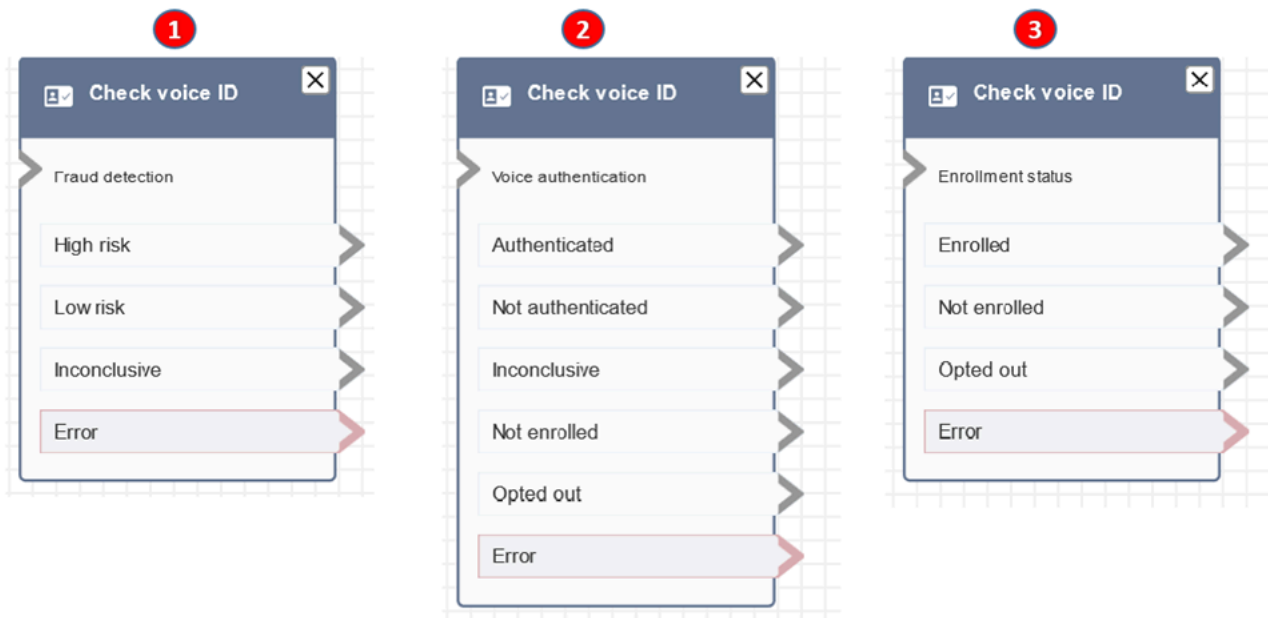 1
Check voice ID
Fraud detection
High risk
Low risk
Inconclusive
Error
2
Check voice ID
Voice authentication
Authenticated
Not authenticated
Inconclusive
Not enrolled
Opted out
Error
3
Check voice ID
Enrollment status
Enrolled
Not enrolled
Opted out
Error